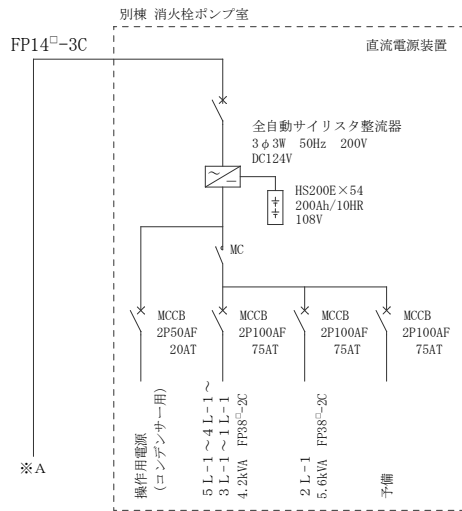 別棟 消火栓ポンプ室
FP14□-3C
直流電源装置
全自動サイリスタ整流器
3φ3W 50Hz 200V
DC124V
HS200E×54
200Ah/10HR
108V
MC
MCCB
2P50AF
20AT
MCCB
2P100AF
75AT
MCCB
2P100AF
75AT
MCCB
2P100AF
75AT
操作用電源
(コンデンサー用)
5L-1~4L-1~
3L-1~1L-1
4.2kVA FP38□-2C
2L-1
5.6kVA FP38□-2C
予備
※A